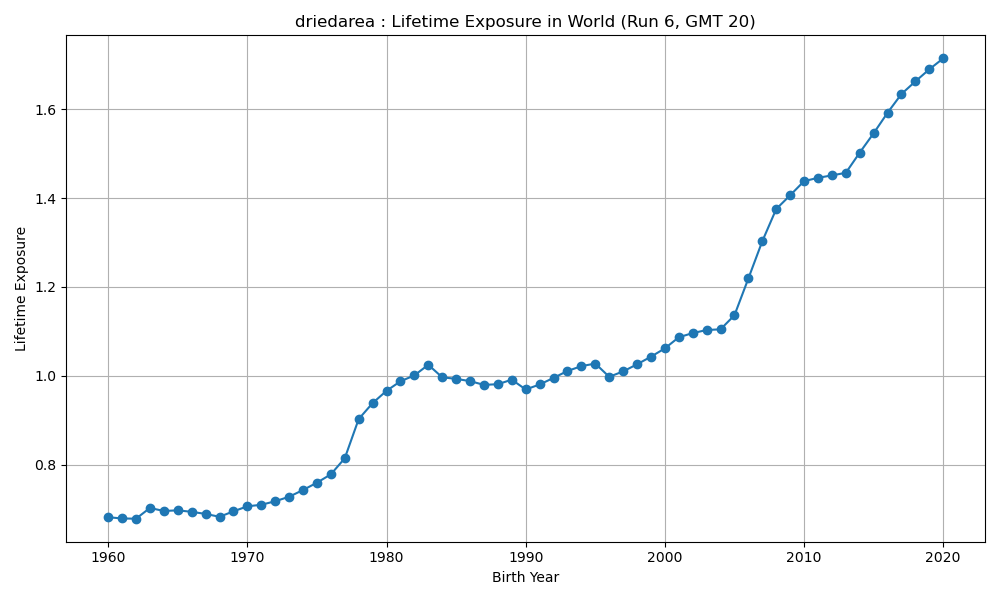 driedarea : Lifetime Exposure in World (Run 6, GMT 20)
Lifetime Exposure
1.6
1.4
1.2
1.0
0.8
1960 1970 1980 1990 2000 2010 2020
Birth Year